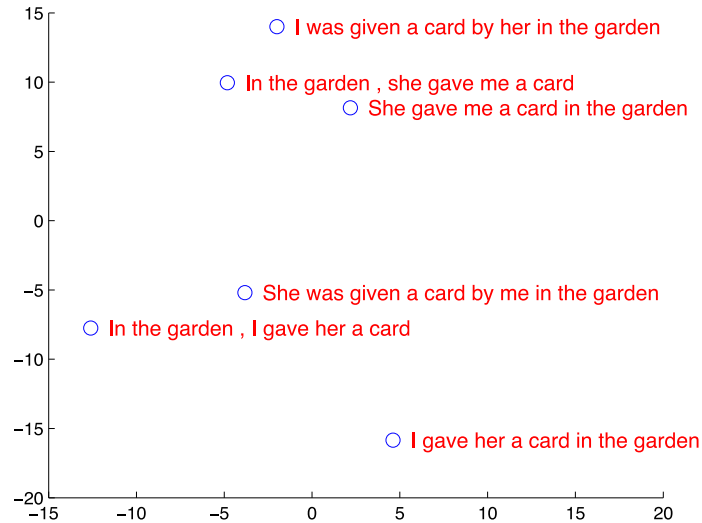 15
I was given a card by her in the garden
10
In the garden , she gave me a card
She gave me a card in the garden
5
0
−5
She was given a card by me in the garden
In the garden , I gave her a card
−10
−15
I gave her a card in the garden
−20
−15 −10 −5 0 5 10 15 20